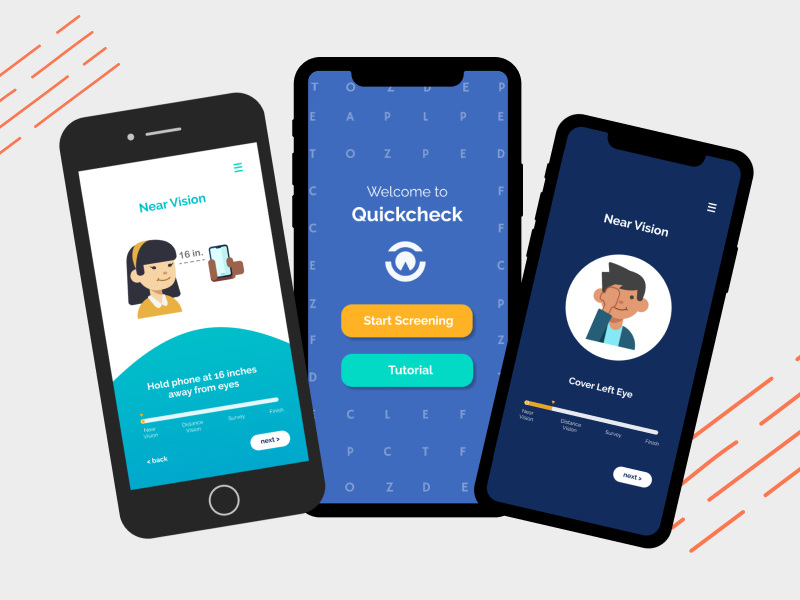 Near Vision
16 in.
Hold phone at 16 inches
away from eyes
Near
Vision
Distance
Vision
Survey
Finish
< back
next >
T O Z D E P
E A P L P E
T O Z P E D
C F
Welcome to
Quickcheck
C F
E C
Z P
Start Screening
F Z
Tutorial
D
C L E F
P C T F
O Z D E
Near Vision
Cover Left Eye
Near
Vision
Distance
Vision
Survey
Finish
next >